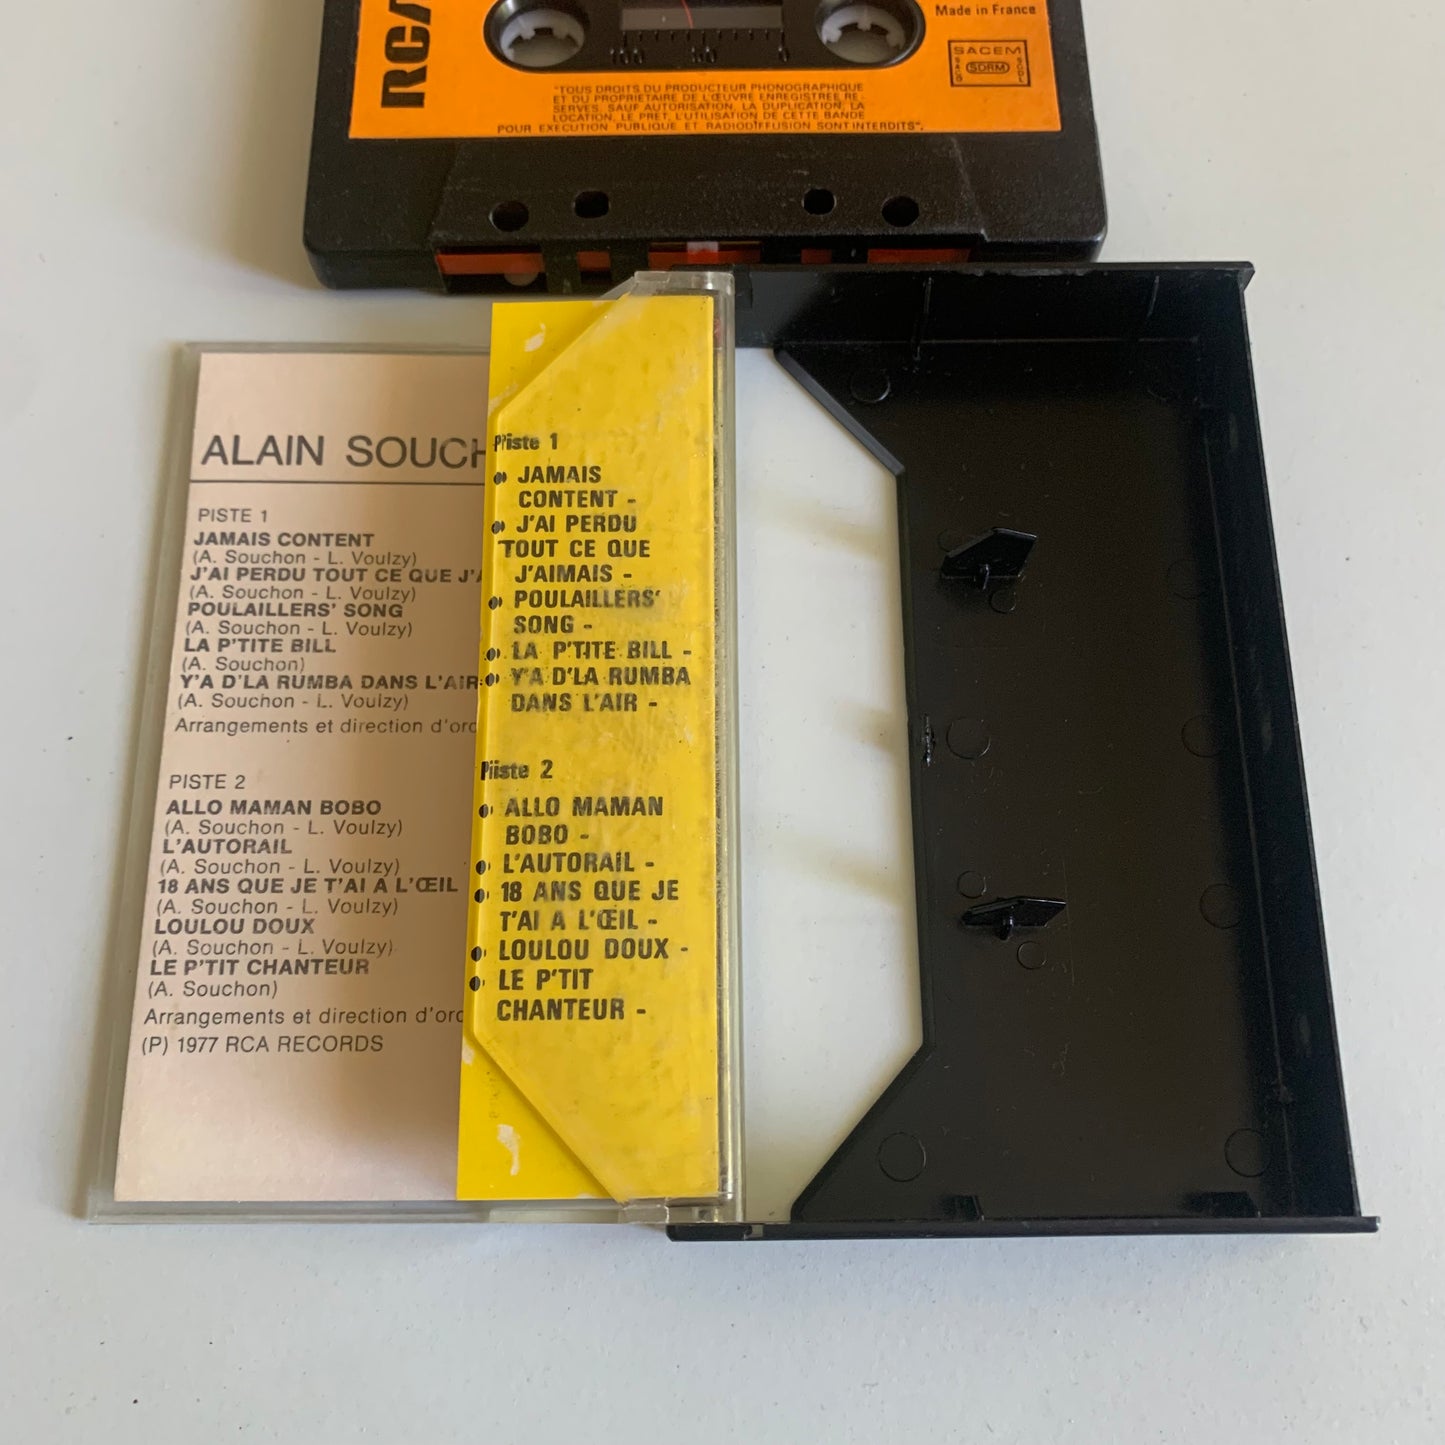 RCA
100 50 0
Made in France
SACEM
SDRM
"TOUS DROITS DU PRODUCTEUR PHONOGRAPHIQUE
ET DU PROPRIETAIRE DE L'ŒUVRE ENREGISTREE RE-
SERVES, SAUF AUTORISATION, LA DUPLICATION, LA
LOCATION, LE PRET, L'UTILISATION DE CETTE BANDE
POUR EXECUTION PUBLIQUE ET RADIODIFFUSION SONT INTERDITS".
ALAIN SOUCH
PISTE 1
JAMAIS CONTENT
(A. Souchon - L. Voulzy)
J'AI PERDU TOUT CE QUE J'A
(A. Souchon - L. Voulzy)
POULAILLERS' SONG
(A. Souchon - L. Voulzy)
LA P'TITE BILL
(A. Souchon)
Y'A D'LA RUMBA DANS L'AIR
(A. Souchon - L. Voulzy)
Arrangements et direction d'orc
PISTE 2
ALLO MAMAN BOBO
(A. Souchon - L. Voulzy)
L'AUTORAIL
(A. Souchon - L. Voulzy)
18 ANS QUE JE T'AI A L'ŒIL
(A. Souchon - L. Voulzy)
LOULOU DOUX
(A. Souchon - L. Voulzy)
LE P'TIT CHANTEUR
(A. Souchon)
Arrangements et direction d'orc
(P) 1977 RCA RECORDS
Piste 1
JAMAIS
CONTENT -
J'AI PERDU
TOUT CE QUE
J'AIMAIS -
POULAILLERS'
SONG -
LA P'TITE BILL -
Y'A D'LA RUMBA
DANS L'AIR -
Piste 2
ALLO MAMAN
BOBO -
L'AUTORAIL -
18 ANS QUE JE
T'AI A L'ŒIL -
LOULOU DOUX -
LE P'TIT
CHANTEUR -